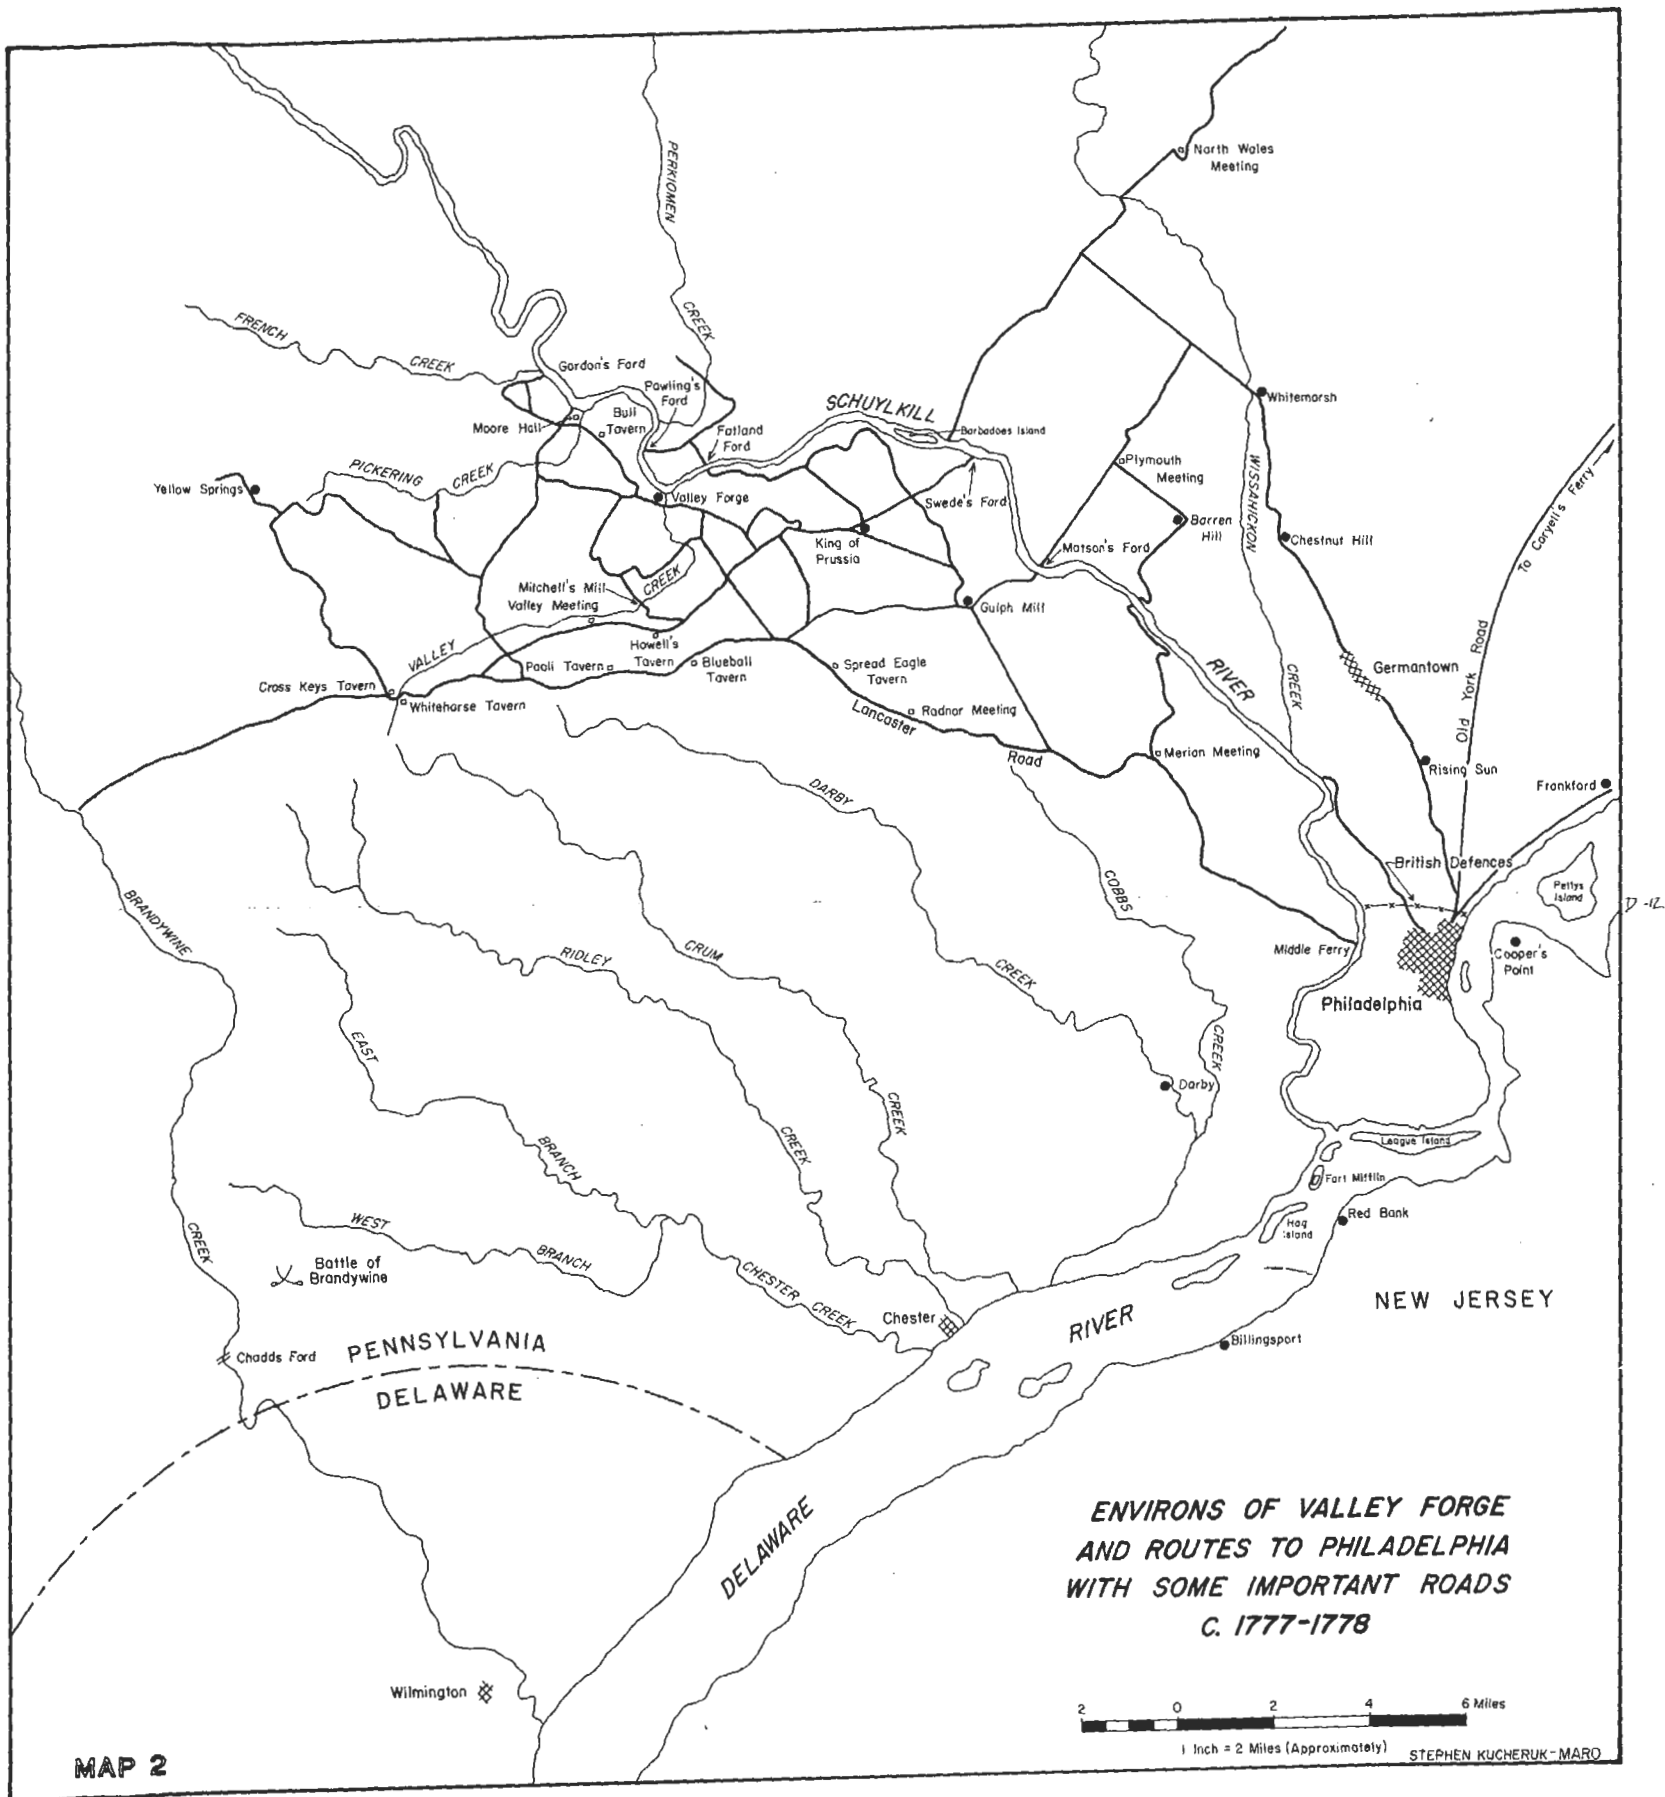 North Wales
Meeting
PERKIOMEN
CREEK
FRENCH
CREEK
Gordon's Ford
Pawling's
Ford
SCHUYLKILL
Whitemarsh
Moore Hall
Bull
Tavern
Fatland
Ford
Barbadoes Island
PICKERING
CREEK
Plymouth
Meeting
WISSAHICKON
Yellow Springs
Valley Forge
Swede's Ford
To Coryell's Ferry
Barren
Hill
Chestnut Hill
King of
Prussia
Matson's Ford
Mitchell's Mill
CREEK
Valley Meeting
Gulph Mill
VALLEY
Howell's
Tavern
Paoli Tavern
Blueball
Tavern
Spread Eagle
Tavern
RIVER
CREEK
Germantown
Old York Road
Cross Keys Tavern
Whitehorse Tavern
Radnor Meeting
Lancaster
Road
Merion Meeting
Rising Sun
Frankford
DARBY
British Defences
COBBS
Pettys
Island
D-12
BRANDYWINE
RIDLEY
CRUM
CREEK
Middle Ferry
Cooper's
Point
Philadelphia
EAST
CREEK
Darby
CREEK
BRANCH
CREEK
League Island
Fort Mifflin
CREEK
WEST
BRANCH
Hog
Island
Red Bank
Battle of
Brandywine
CHESTER CREEK
Chester
RIVER
NEW JERSEY
Billingsport
Chadds Ford
PENNSYLVANIA
DELAWARE
DELAWARE
ENVIRONS OF VALLEY FORGE
AND ROUTES TO PHILADELPHIA
WITH SOME IMPORTANT ROADS
C. 1777-1778
Wilmington
2 0 2 4 6 Miles
1 Inch = 2 Miles (Approximately)
STEPHEN KUCHERUK-MARO
MAP 2